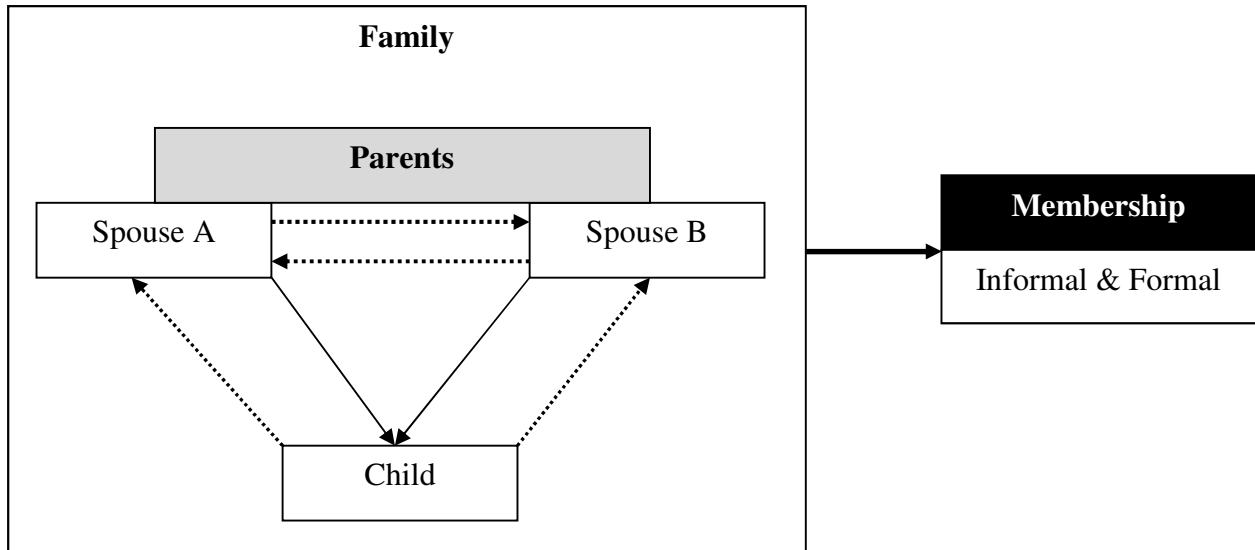 Family
Parents
Spouse A
Spouse B
Membership
Informal & Formal
Child